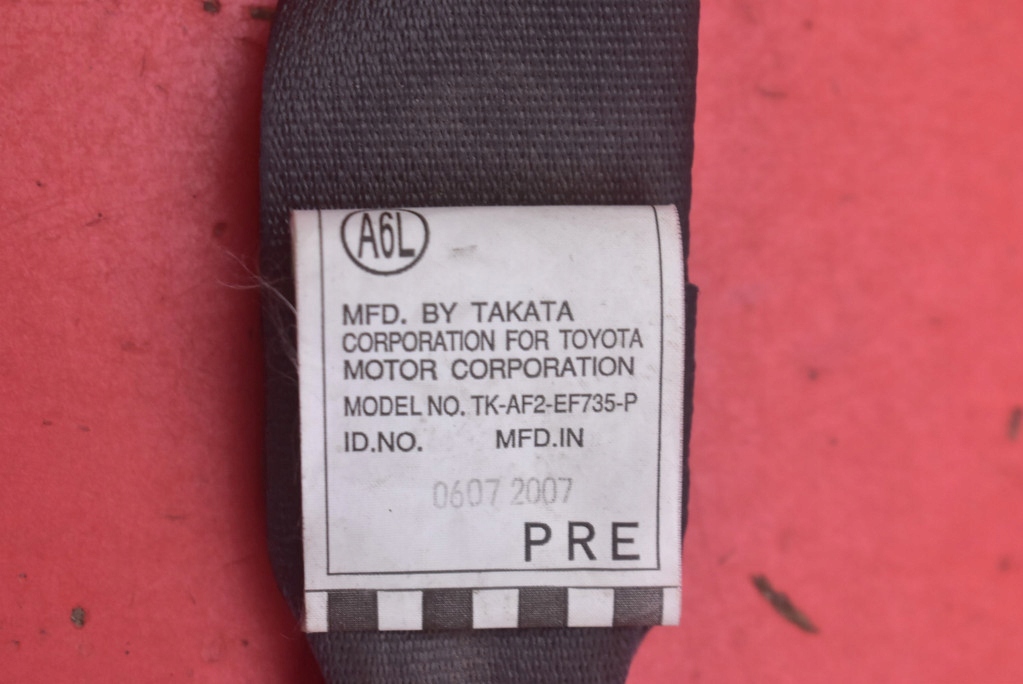 A6L
MFD. BY TAKATA
CORPORATION FOR TOYOTA
MOTOR CORPORATION
MODEL NO. TK-AF2-EF735-P
ID.NO. MFD.IN
0607 2007
PRE